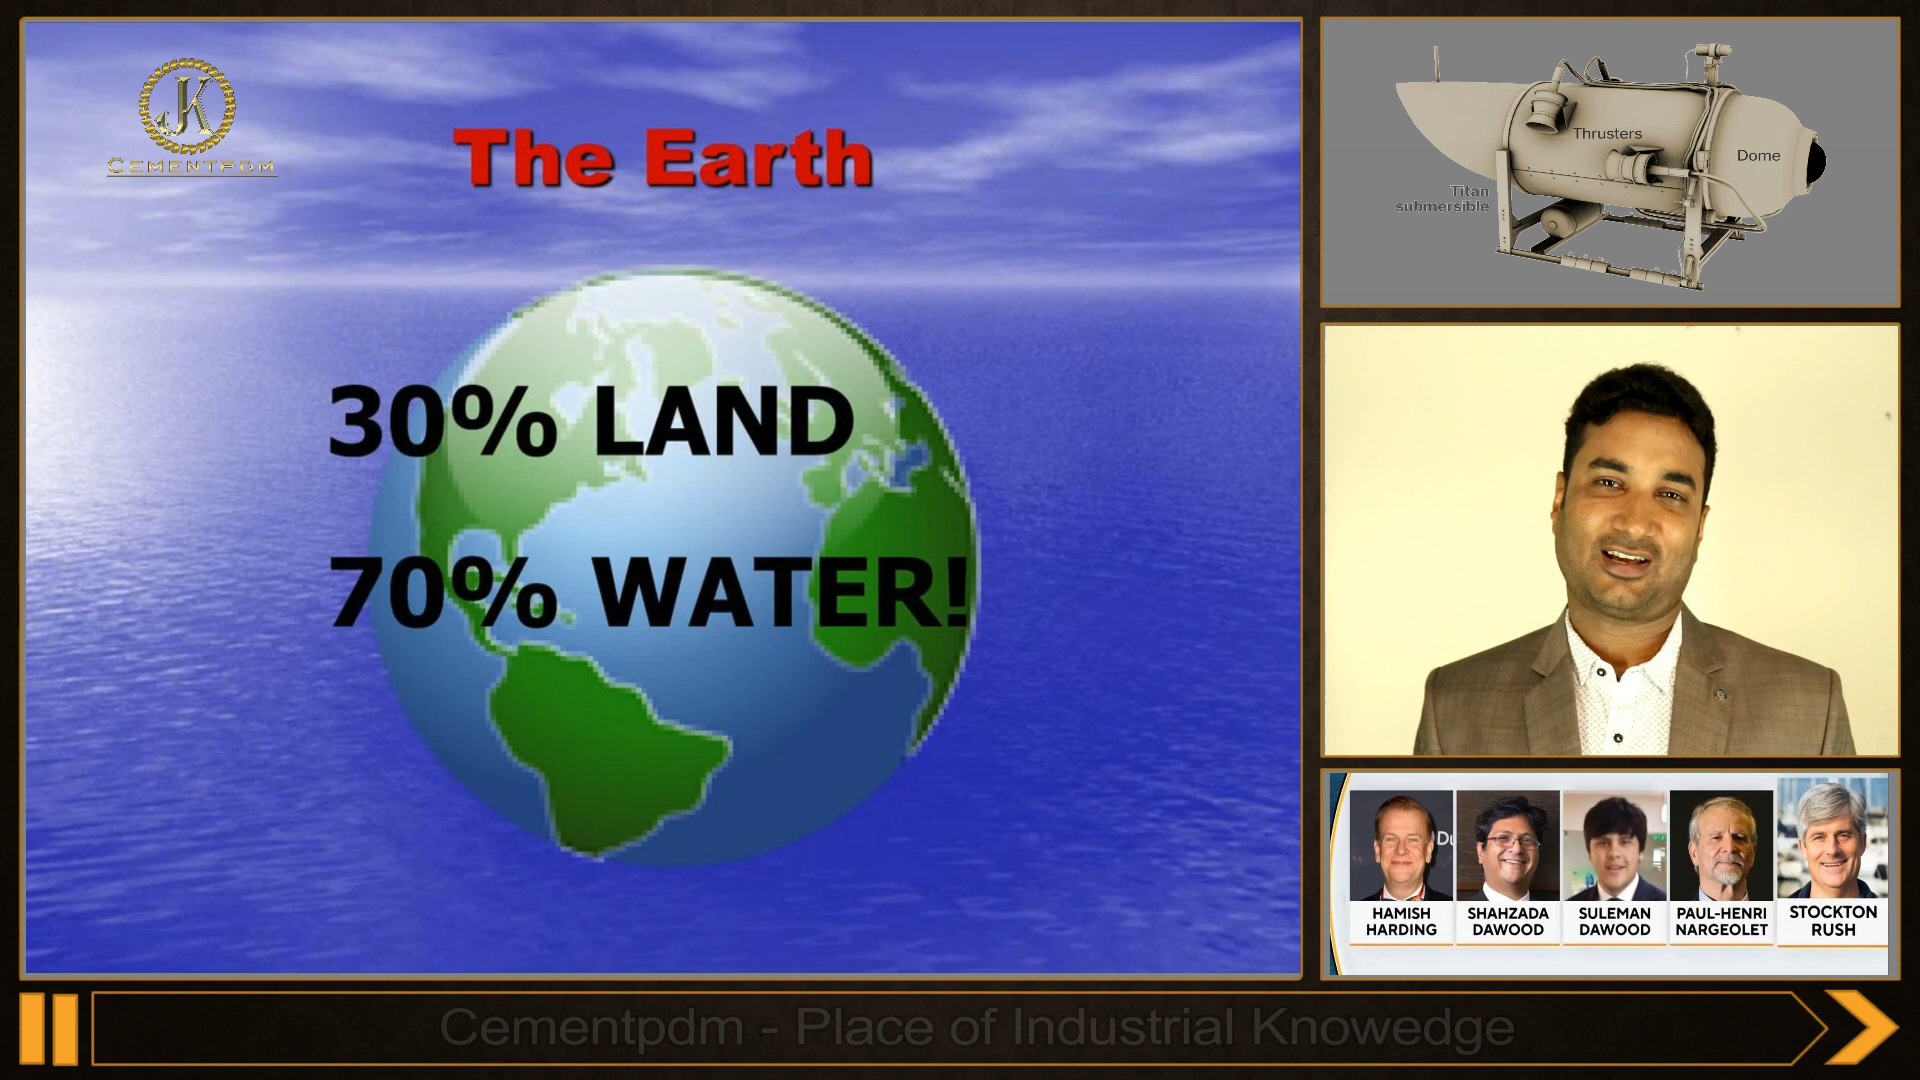 JK
CEMENTPDM
The Earth
30% LAND
70% WATER!
Thrusters
Dome
Titan
submersible
HAMISH
HARDING
SHAHZADA
DAWOOD
SULEMAN
DAWOOD
PAUL-HENRI
NARGEOLET
STOCKTON
RUSH
Cementpdm - Place of Industrial Knowedge